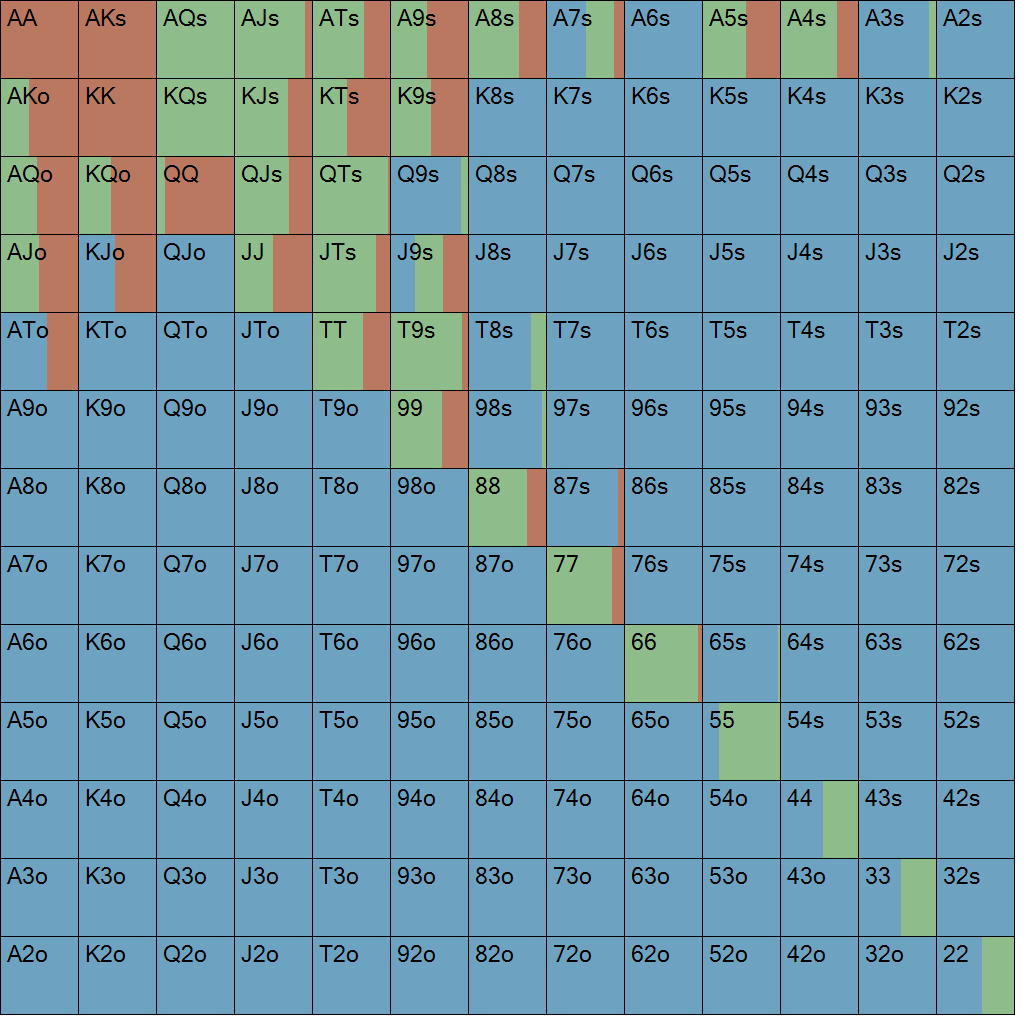 AA AKs AQs AJs ATs A9s A8s A7s A6s A5s A4s A3s A2s
AKo KK KQs KJs KTs K9s K8s K7s K6s K5s K4s K3s K2s
AQo KQo QQ QJs QTs Q9s Q8s Q7s Q6s Q5s Q4s Q3s Q2s
AJo KJo QJo JJ JTs J9s J8s J7s J6s J5s J4s J3s J2s
ATo KTo QTo JTo TT T9s T8s T7s T6s T5s T4s T3s T2s
A9o K9o Q9o J9o T9o 99 98s 97s 96s 95s 94s 93s 92s
A8o K8o Q8o J8o T8o 98o 88 87s 86s 85s 84s 83s 82s
A7o K7o Q7o J7o T7o 97o 87o 77 76s 75s 74s 73s 72s
A6o K6o Q6o J6o T6o 96o 86o 76o 66 65s 64s 63s 62s
A5o K5o Q5o J5o T5o 95o 85o 75o 65o 55 54s 53s 52s
A4o K4o Q4o J4o T4o 94o 84o 74o 64o 54o 44 43s 42s
A3o K3o Q3o J3o T3o 93o 83o 73o 63o 53o 43o 33 32s
A2o K2o Q2o J2o T2o 92o 82o 72o 62o 52o 42o 32o 22